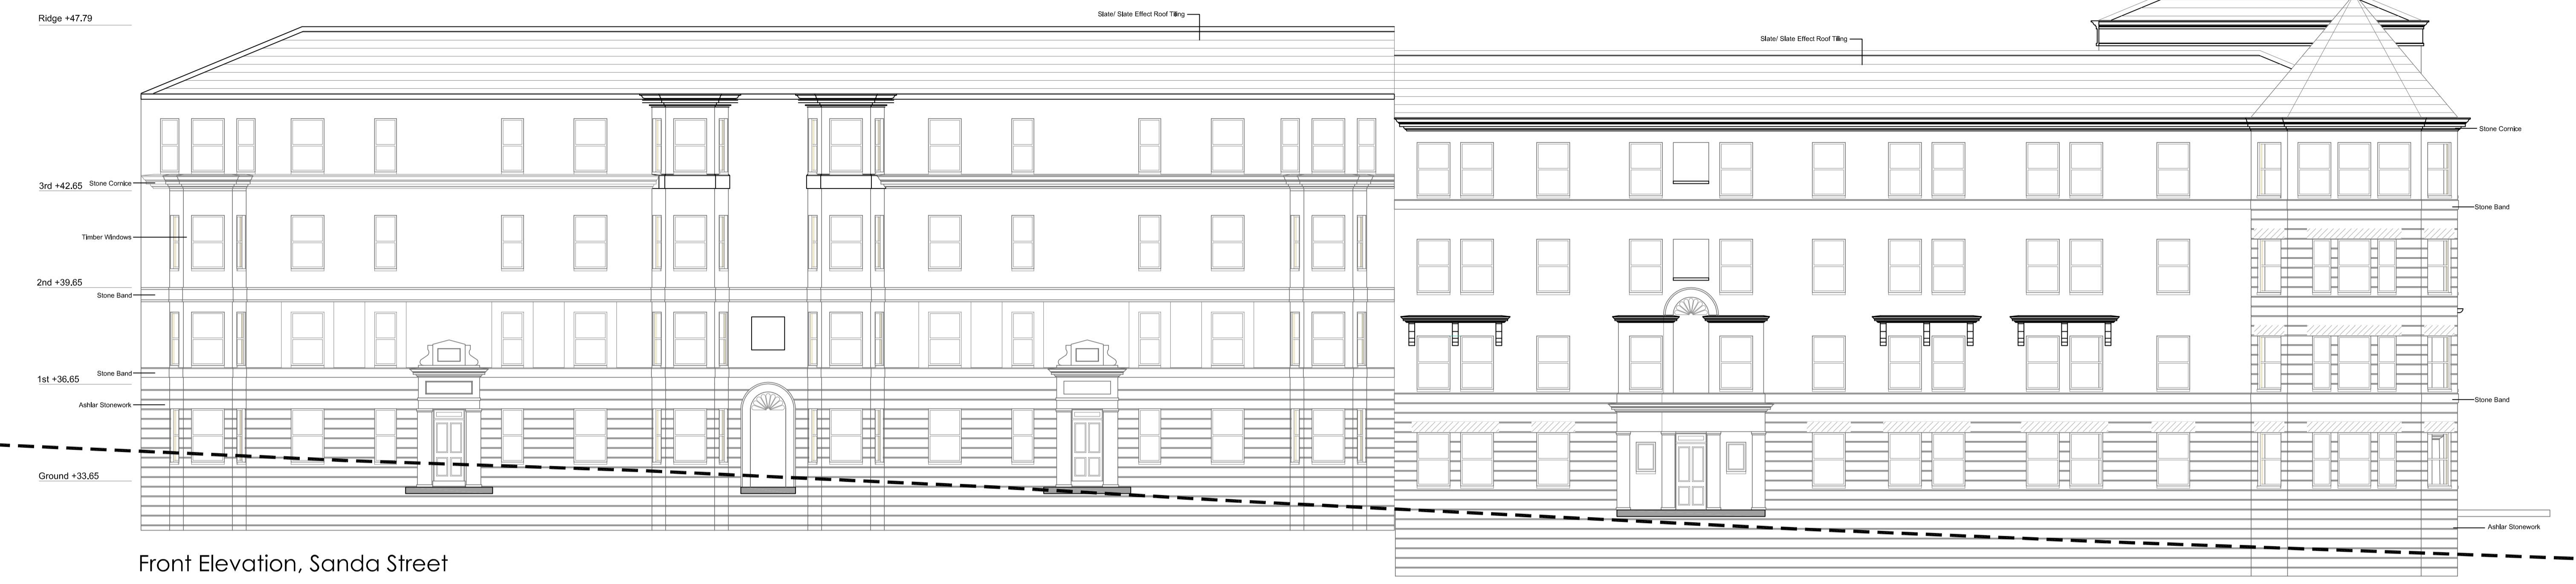 Ridge +47.79
Slate/ Slate Effect Roof Tiling
Slate/ Slate Effect Roof Tiling
Stone Cornice
3rd +42.65
Stone Cornice
Stone Band
Timber Windows
2nd +39.65
Stone Band
Stone Band
1st +36.65
Stone Band
Ashlar Stonework
Ground +33.65
Ashlar Stonework
Front Elevation, Sanda Street